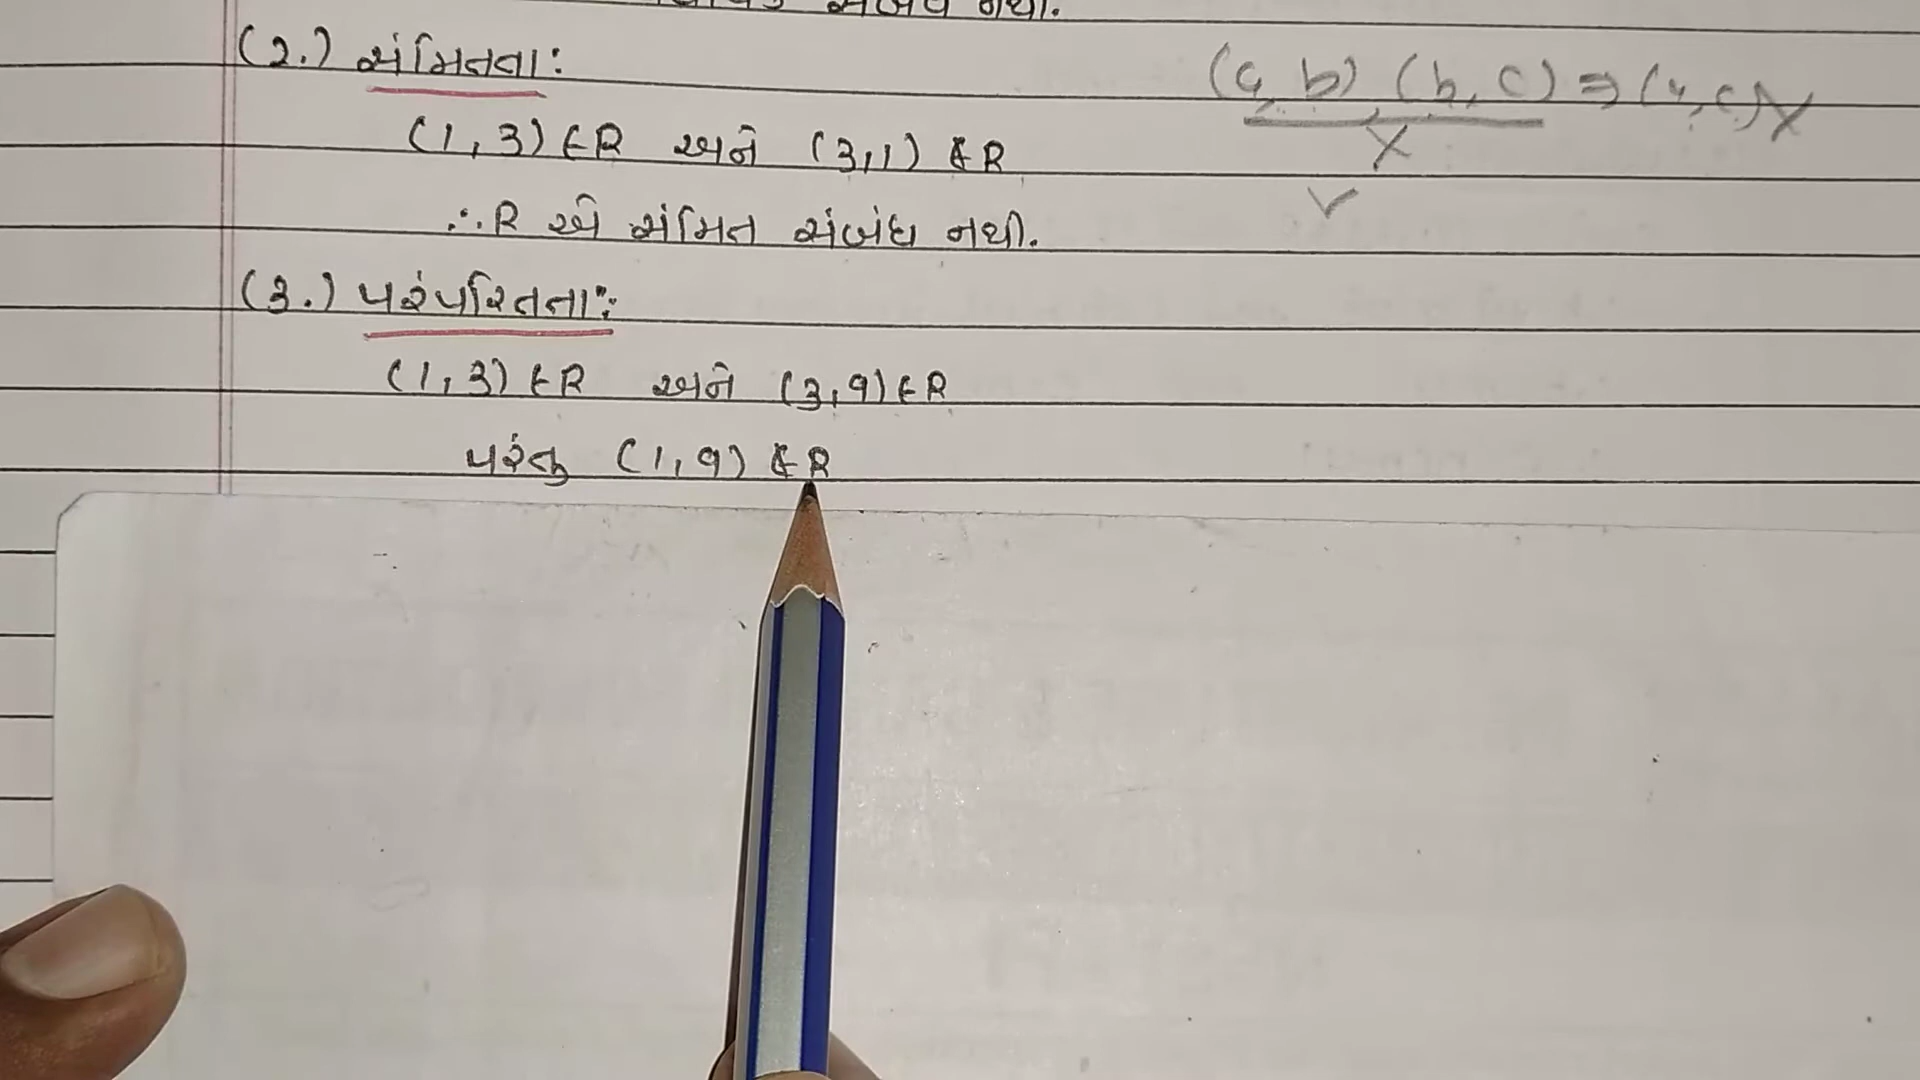 સંબંધ નથી.
(2.) સંમિતતા:
(a, b) (b, c) ⇒ (a, c) X
X
✓
(1, 3) ∈ R અને (3,1) ∉ R
∴ R એ સંમિત સંબંધ નથી.
(3.) પરંપરિતતા:
(1, 3) ∈ R અને (3, 9) ∈ R
પરંતુ (1, 9) ∉ R